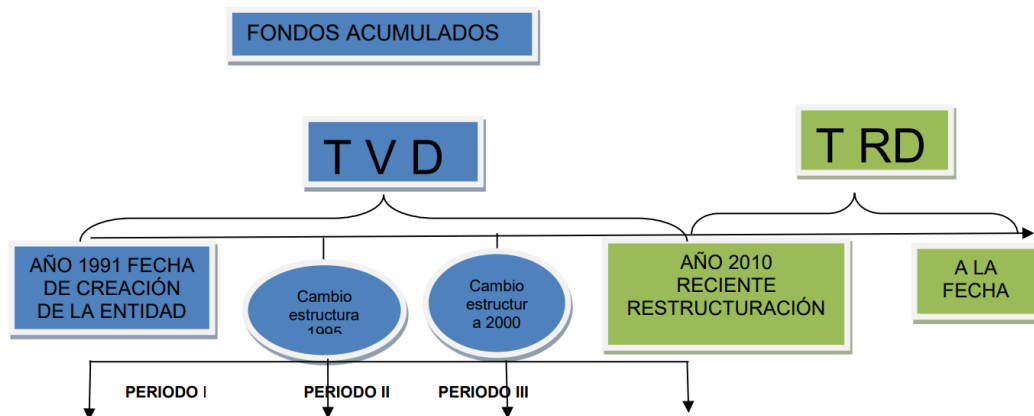 FONDOS ACUMULADOS
T V D
T RD
AÑO 1991 FECHA
DE CREACIÓN
DE LA ENTIDAD
Cambio
estructura
1995
Cambio
estructur
a 2000
AÑO 2010
RECIENTE
RESTRUCTURACIÓN
A LA
FECHA
PERIODO I
PERIODO II
PERIODO III